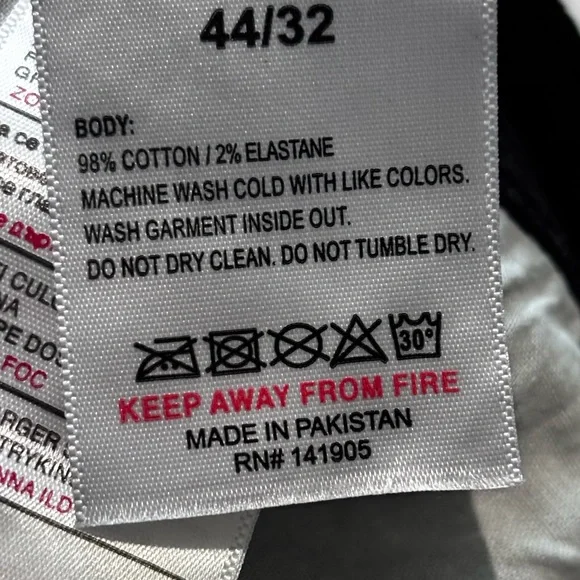 44/32
BODY:
98% COTTON / 2% ELASTANE
MACHINE WASH COLD WITH LIKE COLORS.
WASH GARMENT INSIDE OUT.
DO NOT DRY CLEAN. DO NOT TUMBLE DRY.
30°
KEEP AWAY FROM FIRE
MADE IN PAKISTAN
RN# 141905
FOC